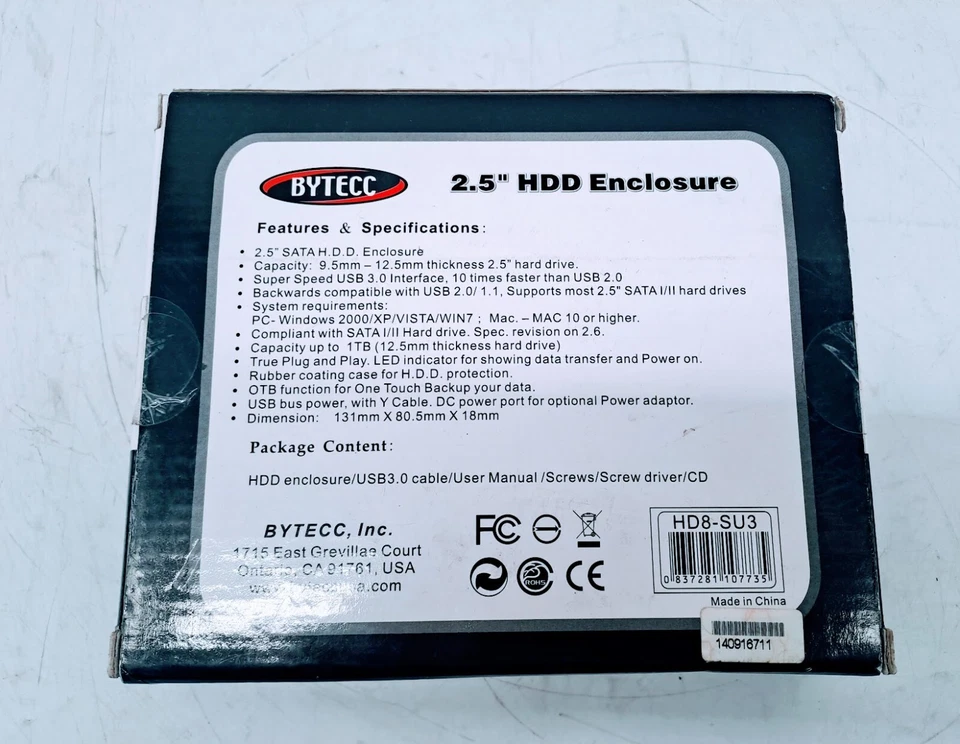 BYTECC
2.5" HDD Enclosure
Features & Specifications:
• 2.5" SATA H.D.D. Enclosure
• Capacity: 9.5mm – 12.5mm thickness 2.5" hard drive.
• Super Speed USB 3.0 Interface, 10 times faster than USB 2.0
• Backwards compatible with USB 2.0/ 1.1, Supports most 2.5" SATA I/II hard drives
• System requirements:
PC- Windows 2000/XP/VISTA/WIN7 ; Mac. – MAC 10 or higher.
• Compliant with SATA I/II Hard drive. Spec. revision on 2.6.
• Capacity up to 1TB (12.5mm thickness hard drive)
• True Plug and Play. LED indicator for showing data transfer and Power on.
• Rubber coating case for H.D.D. protection.
• OTB function for One Touch Backup your data.
• USB bus power, with Y Cable. DC power port for optional Power adaptor.
• Dimension: 131mm X 80.5mm X 18mm
Package Content:
HDD enclosure/USB3.0 cable/User Manual /Screws/Screw driver/CD
BYTECC, Inc.
1715 East Grevillae Court
Ontario, CA 91761, USA
FC
ROHS
CE
HD8-SU3
0 837281 107735
Made in China
140916711